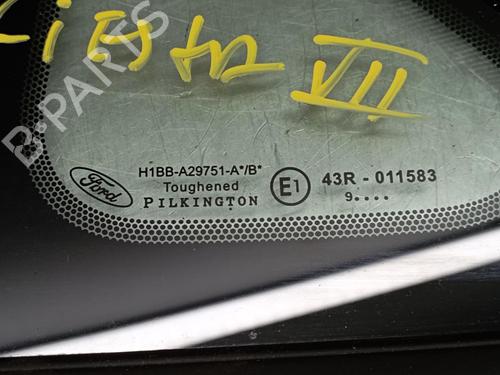 Fiesta VII
B-PARTS
Ford
H1BB-A29751-A*/B*
Toughened
PILKINGTON
E1
43R - 011583
9....